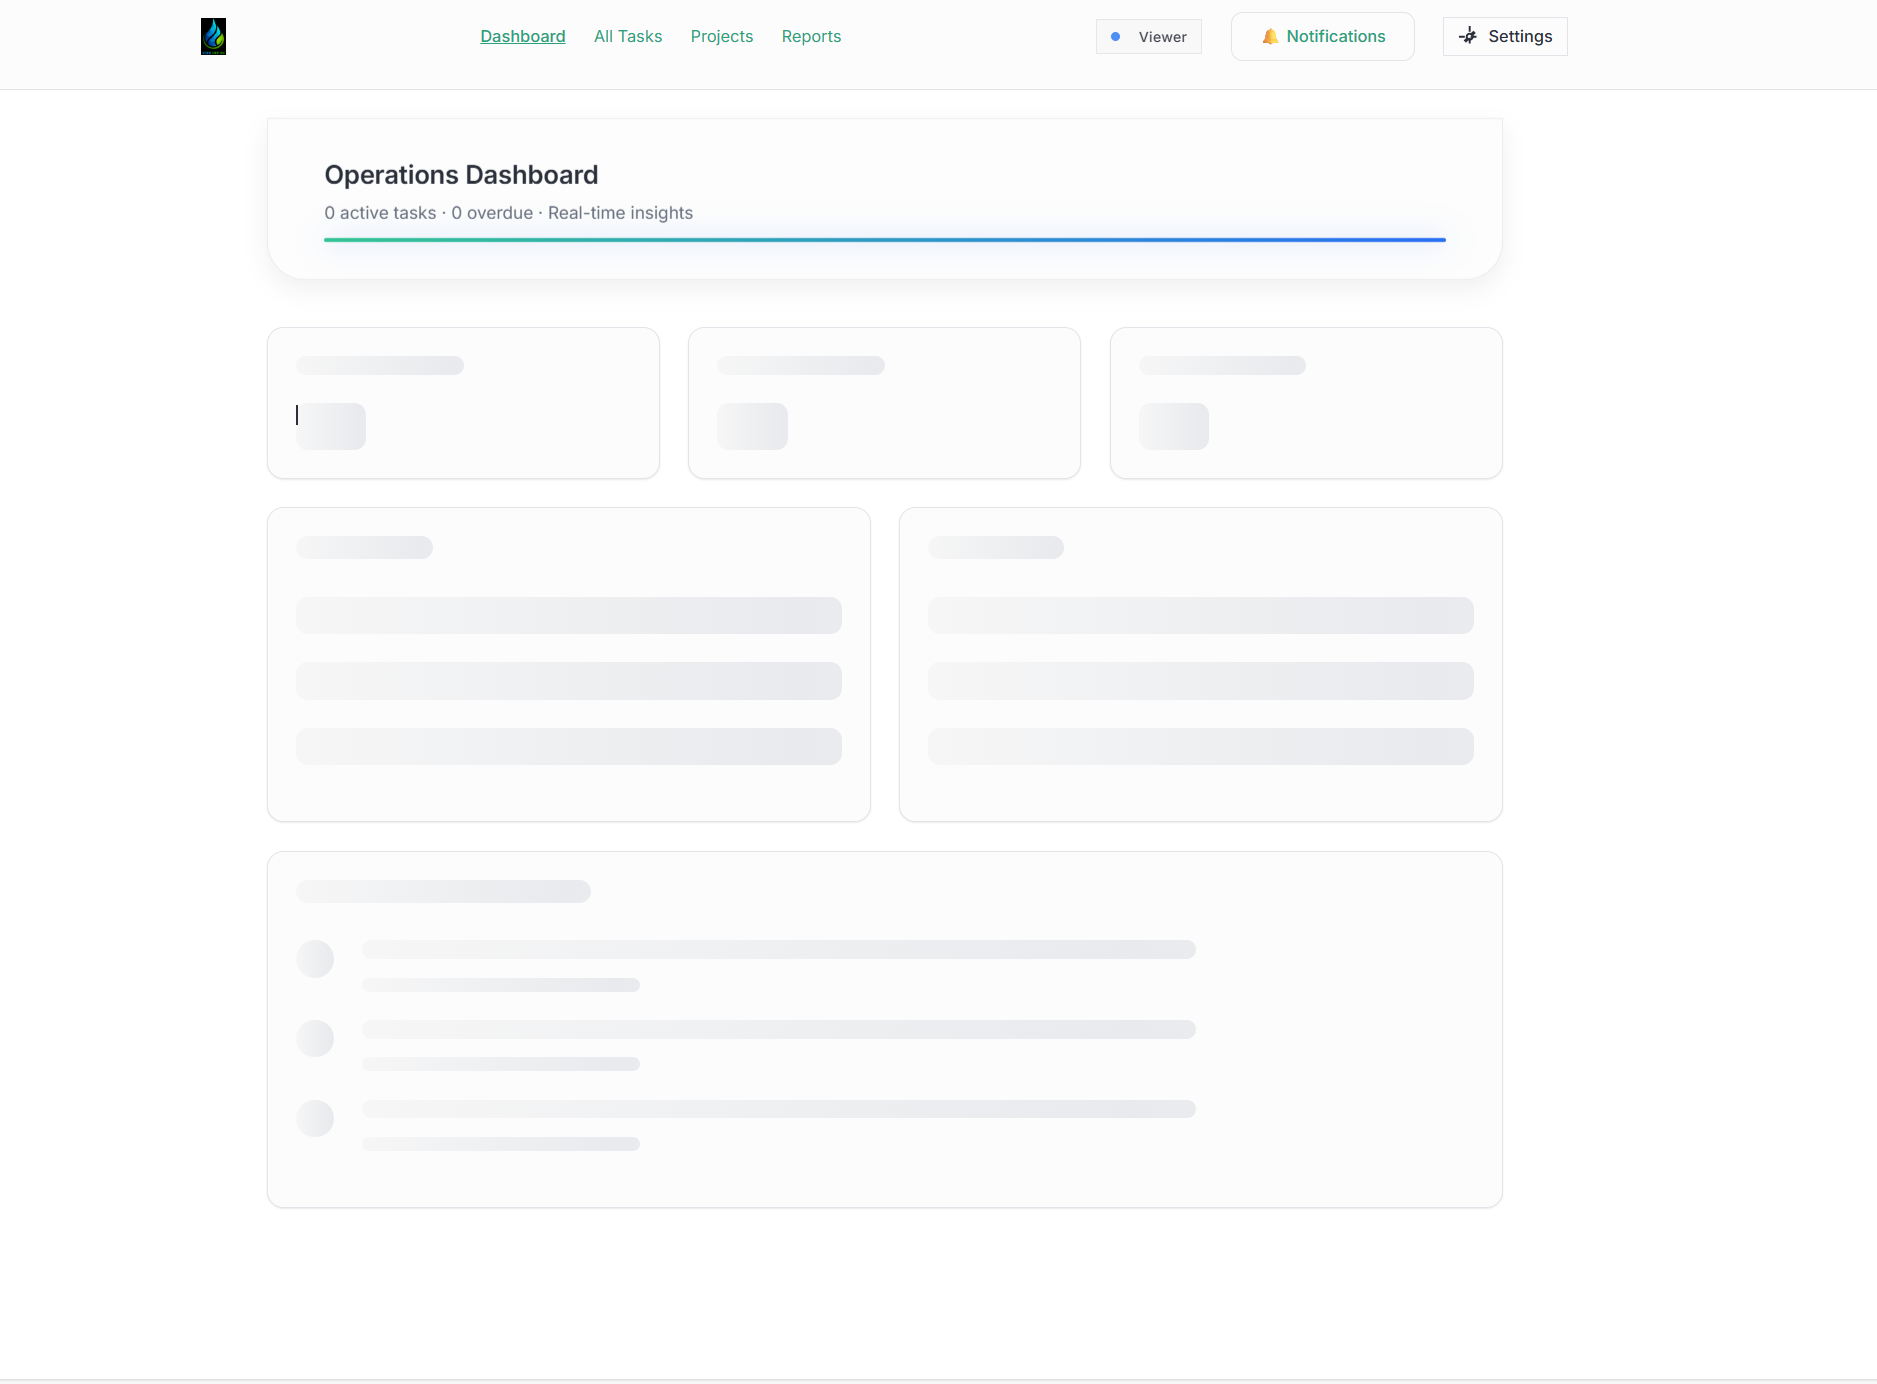 Dashboard
All Tasks
Projects
Reports
Viewer
Notifications
Settings
Operations Dashboard
0 active tasks · 0 overdue · Real-time insights